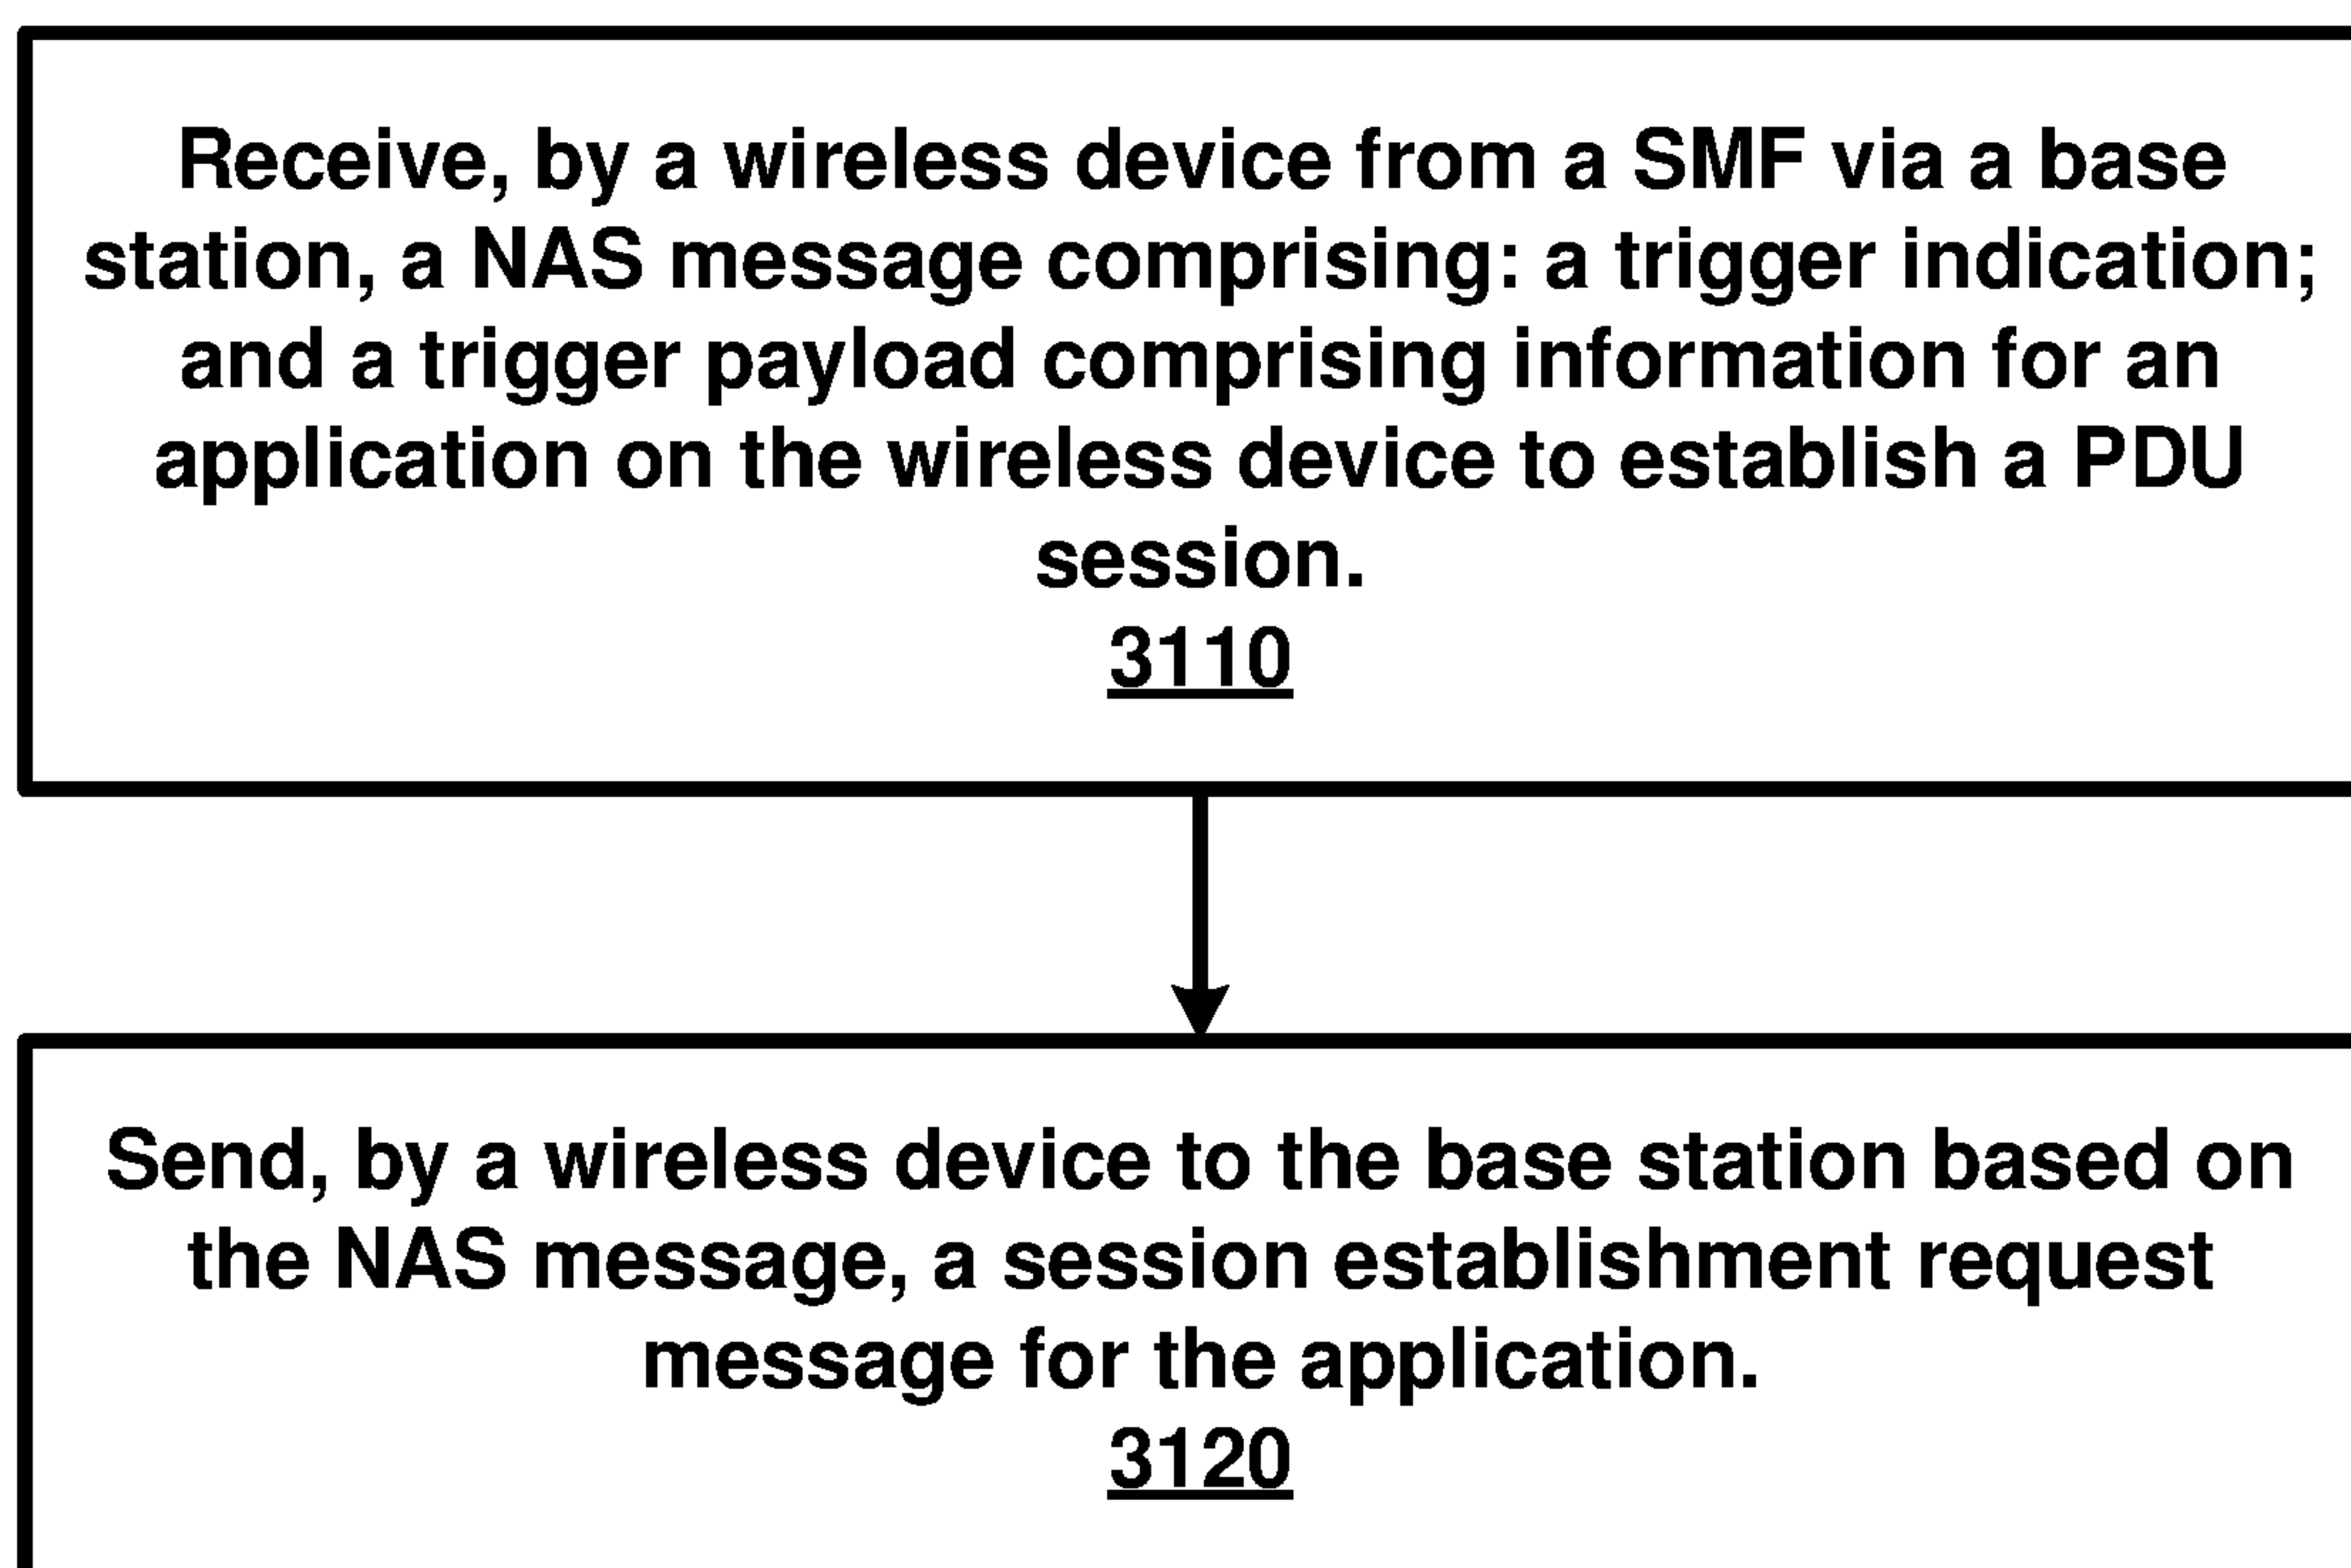 Receive, by a wireless device from a SMF via a base
station, a NAS message comprising: a trigger indication;
and a trigger payload comprising information for an
application on the wireless device to establish a PDU
session.
3110
Send, by a wireless device to the base station based on
the NAS message, a session establishment request
message for the application.
3120